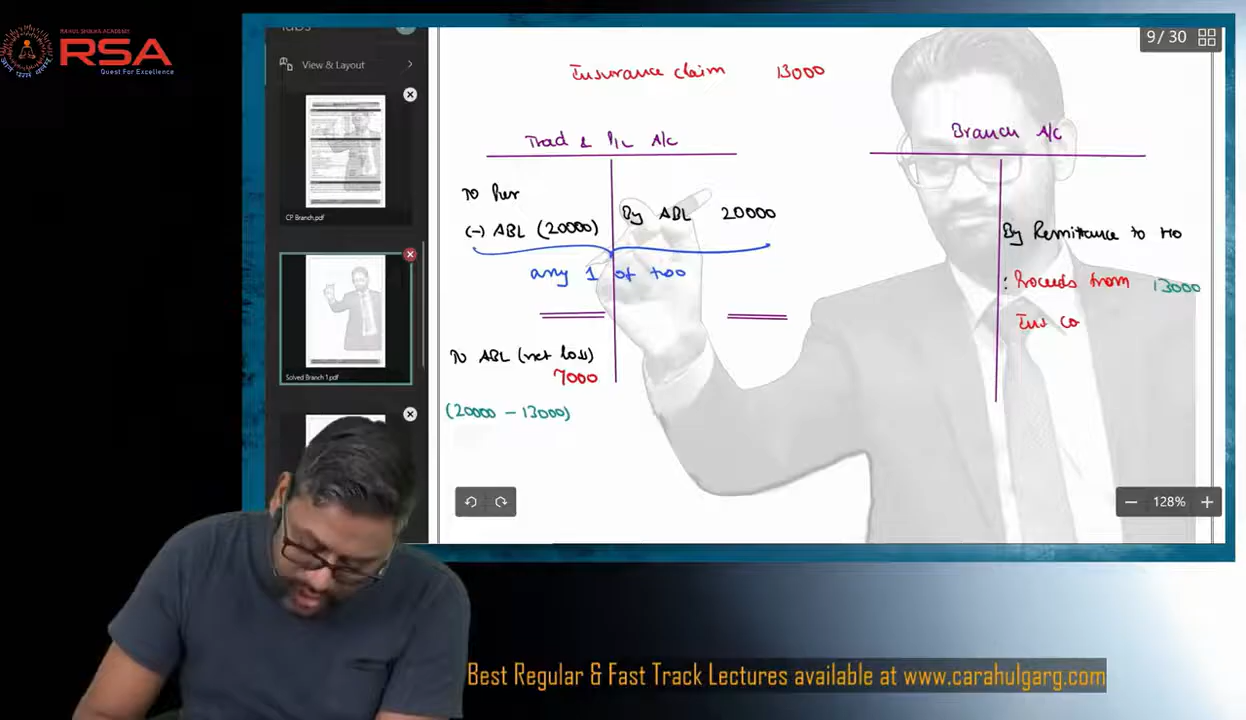 RAHUL SHUKLA ACADEMY
RSA
Quest For Excellence
View & Layout
CP Branch.pdf
Solved Branch 1.pdf
9 / 30
Insurance claim 13000
Trad & P/L A/c
Branch A/c
To Pur
(-) ABL (20000)
By ABL 20000
any 1 of two
By Remittance to HO
: Proceeds from 13000
Ins Co
To ABL (net loss)
7000
(20000 - 13000)
128%
Best Regular & Fast Track Lectures available at www.carahulgarg.com